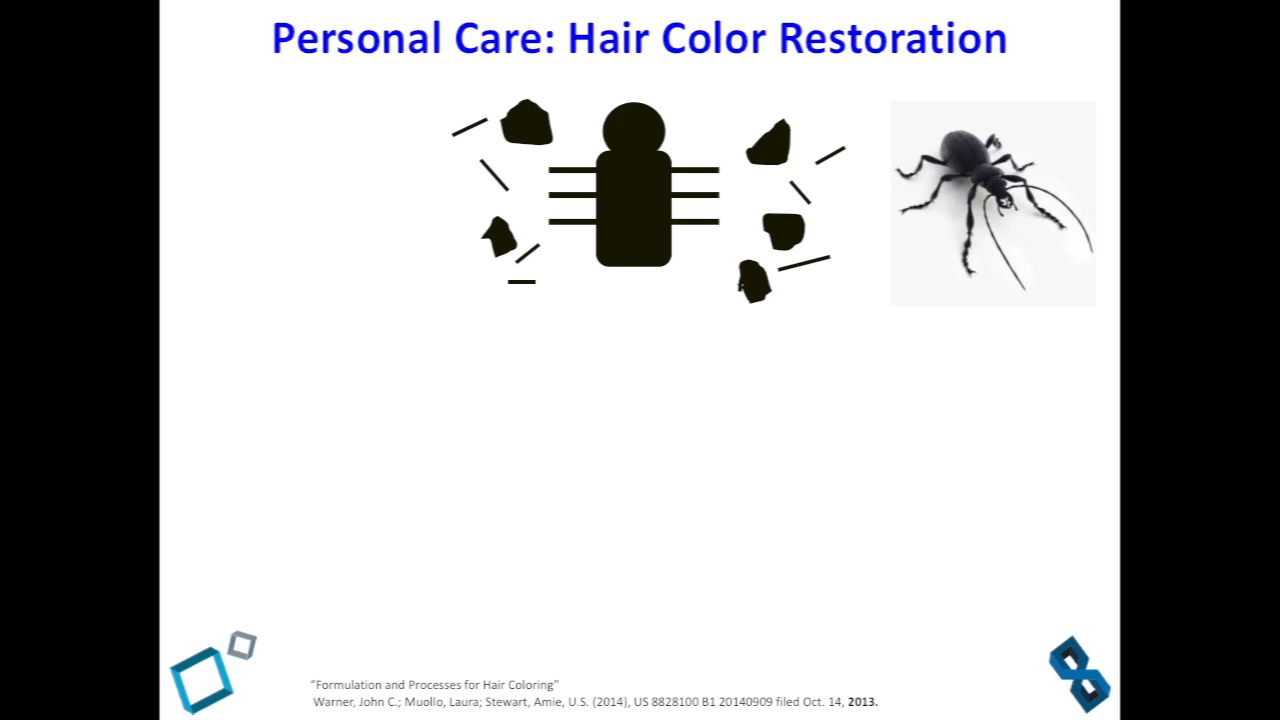 Personal Care: Hair Color Restoration
“Formulation and Processes for Hair Coloring”
Warner, John C.; Muollo, Laura; Stewart, Amie, U.S. (2014), US 8828100 B1 20140909 filed Oct. 14, 2013.